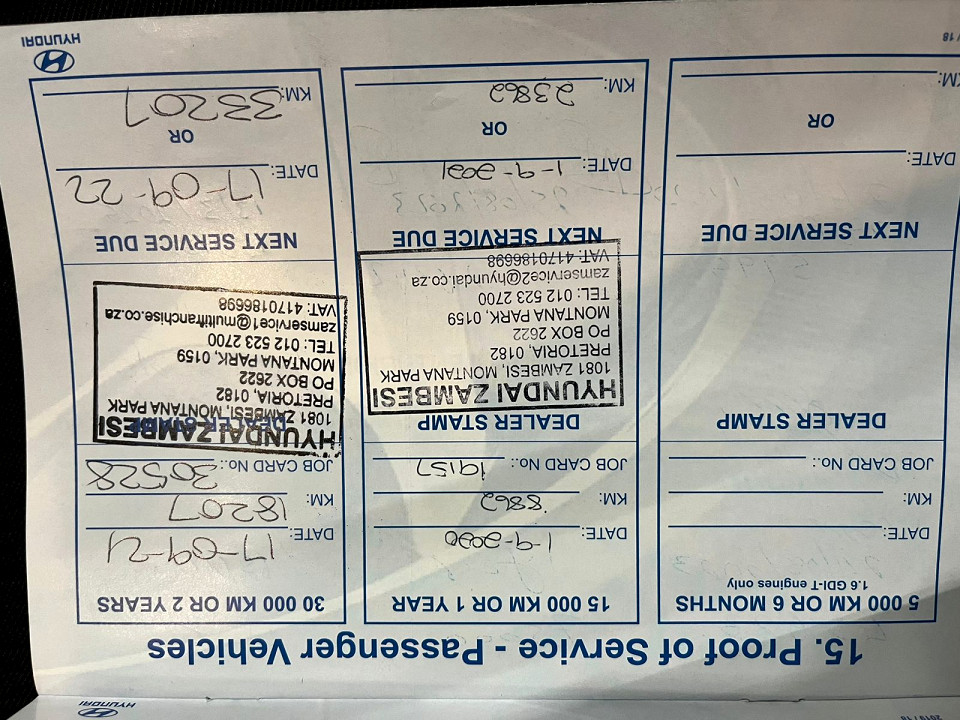 HYUNDAI
15. Proof of Service - Passenger Vehicles
5 000 KM OR 6 MONTHS
1.6 GDI-T engines only
DATE:
KM:
JOB CARD No.:
DEALER STAMP
NEXT SERVICE DUE
DATE:
OR
KM:
15 000 KM OR 1 YEAR
DATE: 1-9-2020
KM: 8862
JOB CARD No.: 19157
DEALER STAMP
HYUNDAI ZAMBESI
1081 ZAMBESI, MONTANA PARK
PRETORIA, 0182
PO BOX 2622
MONTANA PARK, 0159
TEL: 012 523 2700
zamservice2@hyundai.co.za
VAT: 4170186698
NEXT SERVICE DUE
DATE: 1-9-2021
OR
KM: 23862
30 000 KM OR 2 YEARS
DATE: 17-09-21
KM: 18207
JOB CARD No.: 30528
DEALER STAMP
HYUNDAI ZAMBESI
1081 ZAMBESI, MONTANA PARK
PRETORIA, 0182
PO BOX 2622
MONTANA PARK, 0159
TEL: 012 523 2700
zamservice1@multifranchise.co.za
VAT: 4170186698
NEXT SERVICE DUE
DATE: 17-09-22
OR
KM: 33207
HYUNDAI